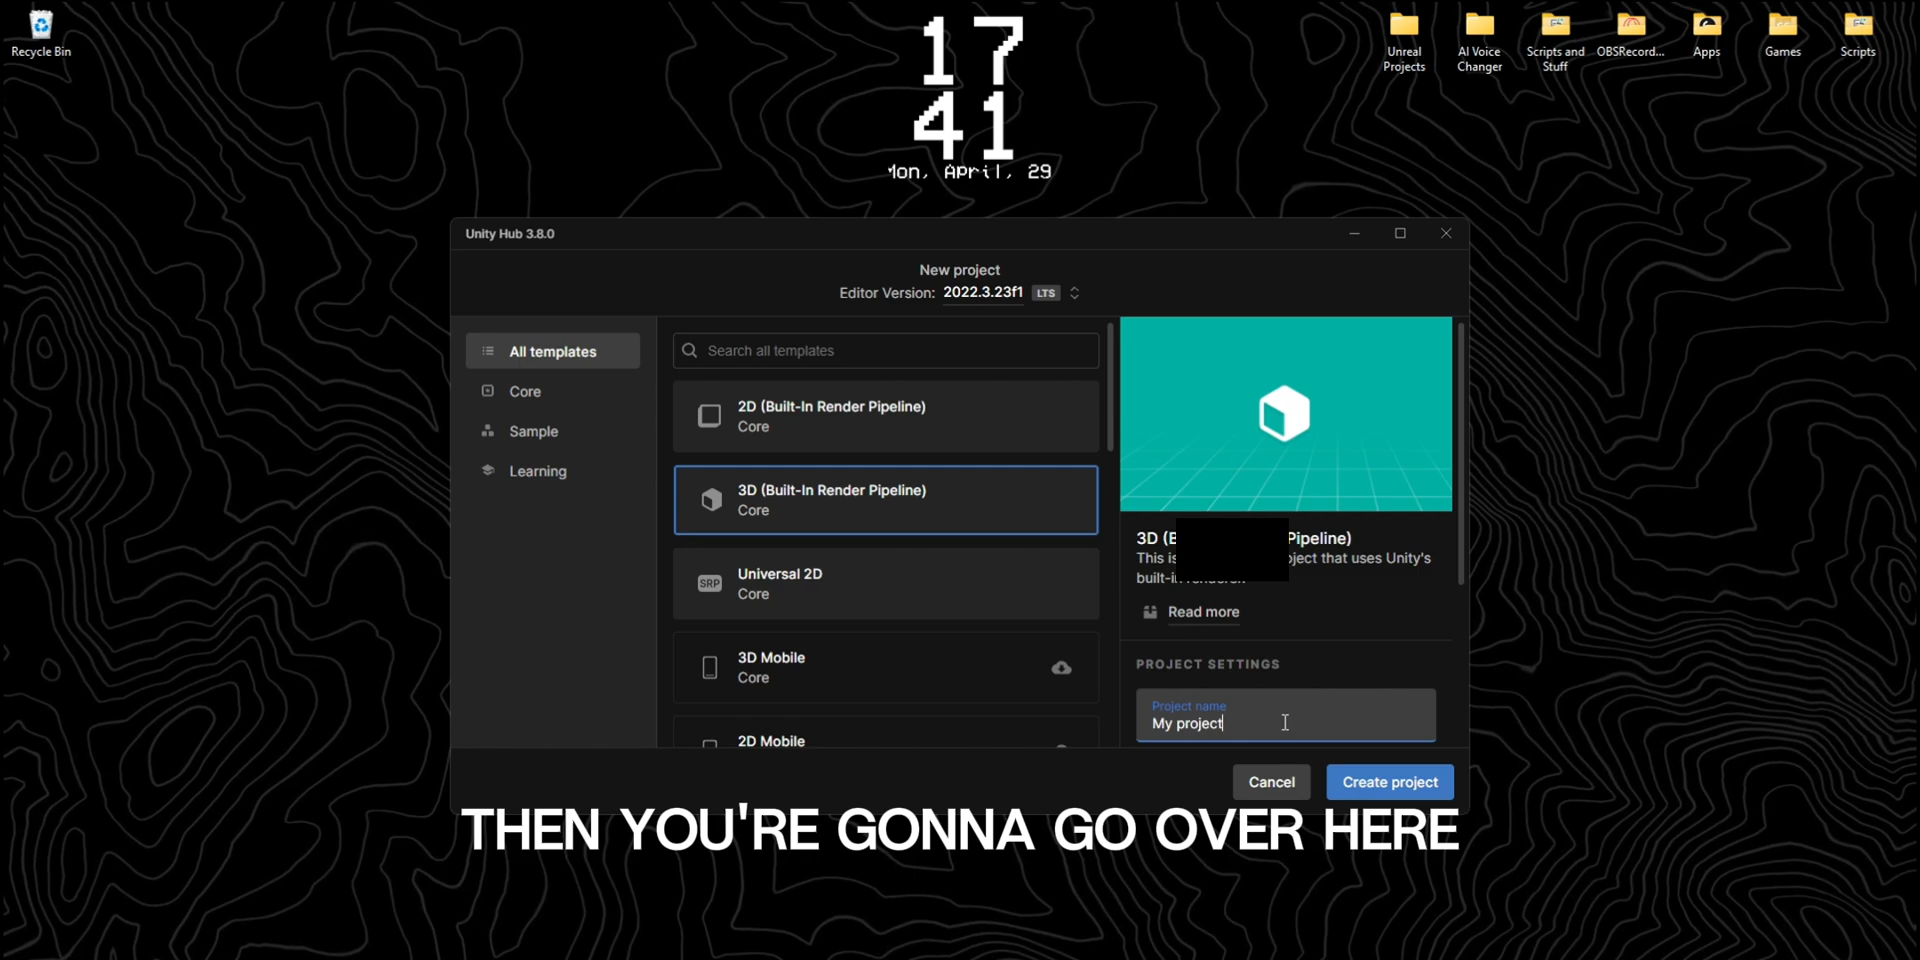 Recycle Bin
17
41
Mon, April, 29
Unreal Projects
AI Voice Changer
Scripts and Stuff
OBSRecord...
Apps
Games
Scripts
Unity Hub 3.8.0
New project
Editor Version: 2022.3.23f1 LTS
All templates
Core
Sample
Learning
Search all templates
2D (Built-In Render Pipeline)
Core
3D (Built-In Render Pipeline)
Core
SRP
Universal 2D
Core
3D Mobile
Core
2D Mobile
3D (B Pipeline)
This is ject that uses Unity's
built-in
Read more
PROJECT SETTINGS
Project name
My project
Cancel
Create project
THEN YOU'RE GONNA GO OVER HERE